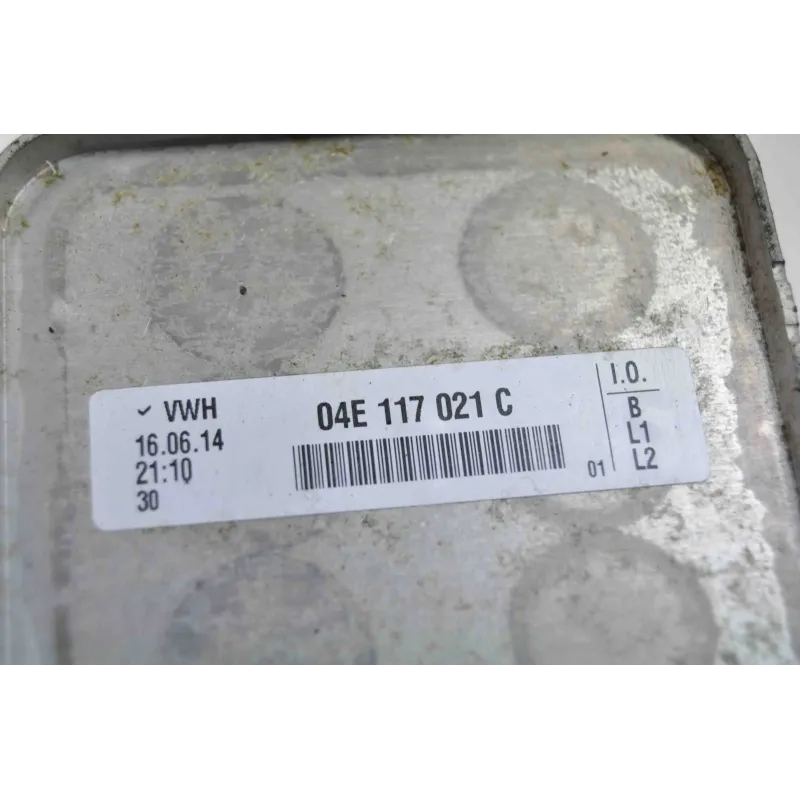 ✓ VWH
16.06.14
21:10
30
04E 117 021 C
01
I.O.
B
L1
L2